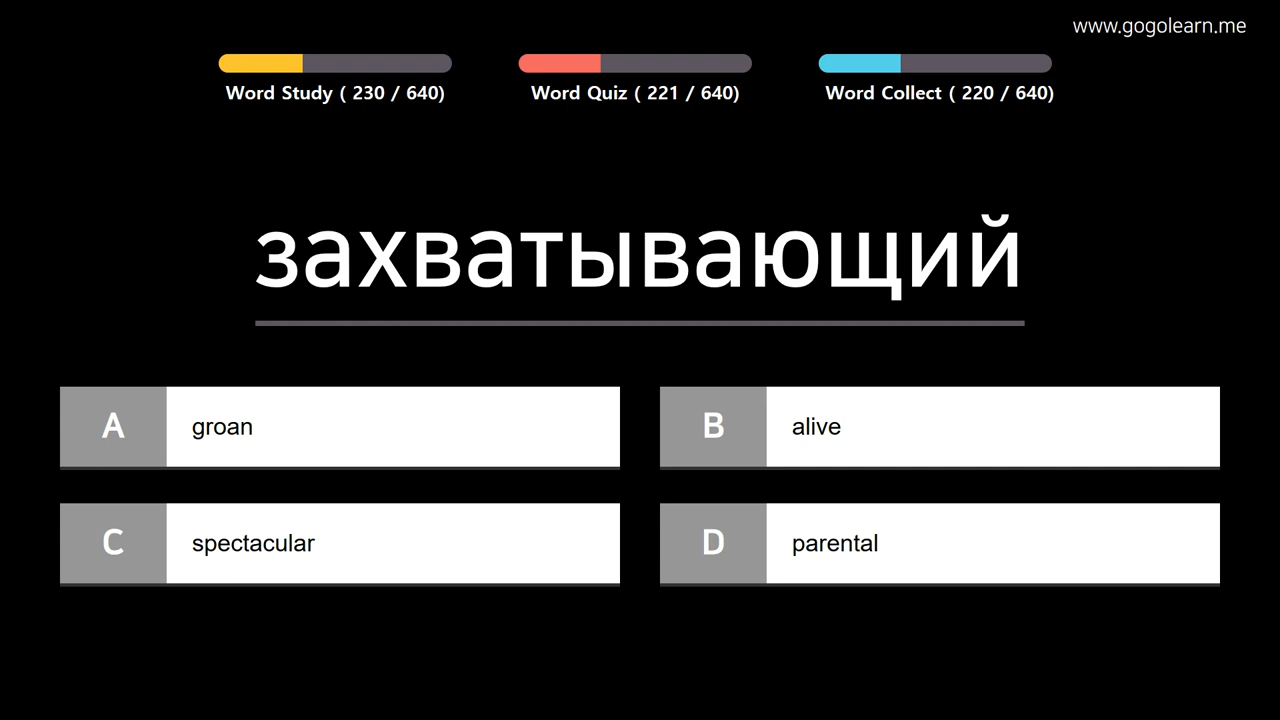 www.gogolearn.me
Word Study ( 230 / 640)
Word Quiz ( 221 / 640)
Word Collect ( 220 / 640)
захватывающий
A groan
B alive
C spectacular
D parental